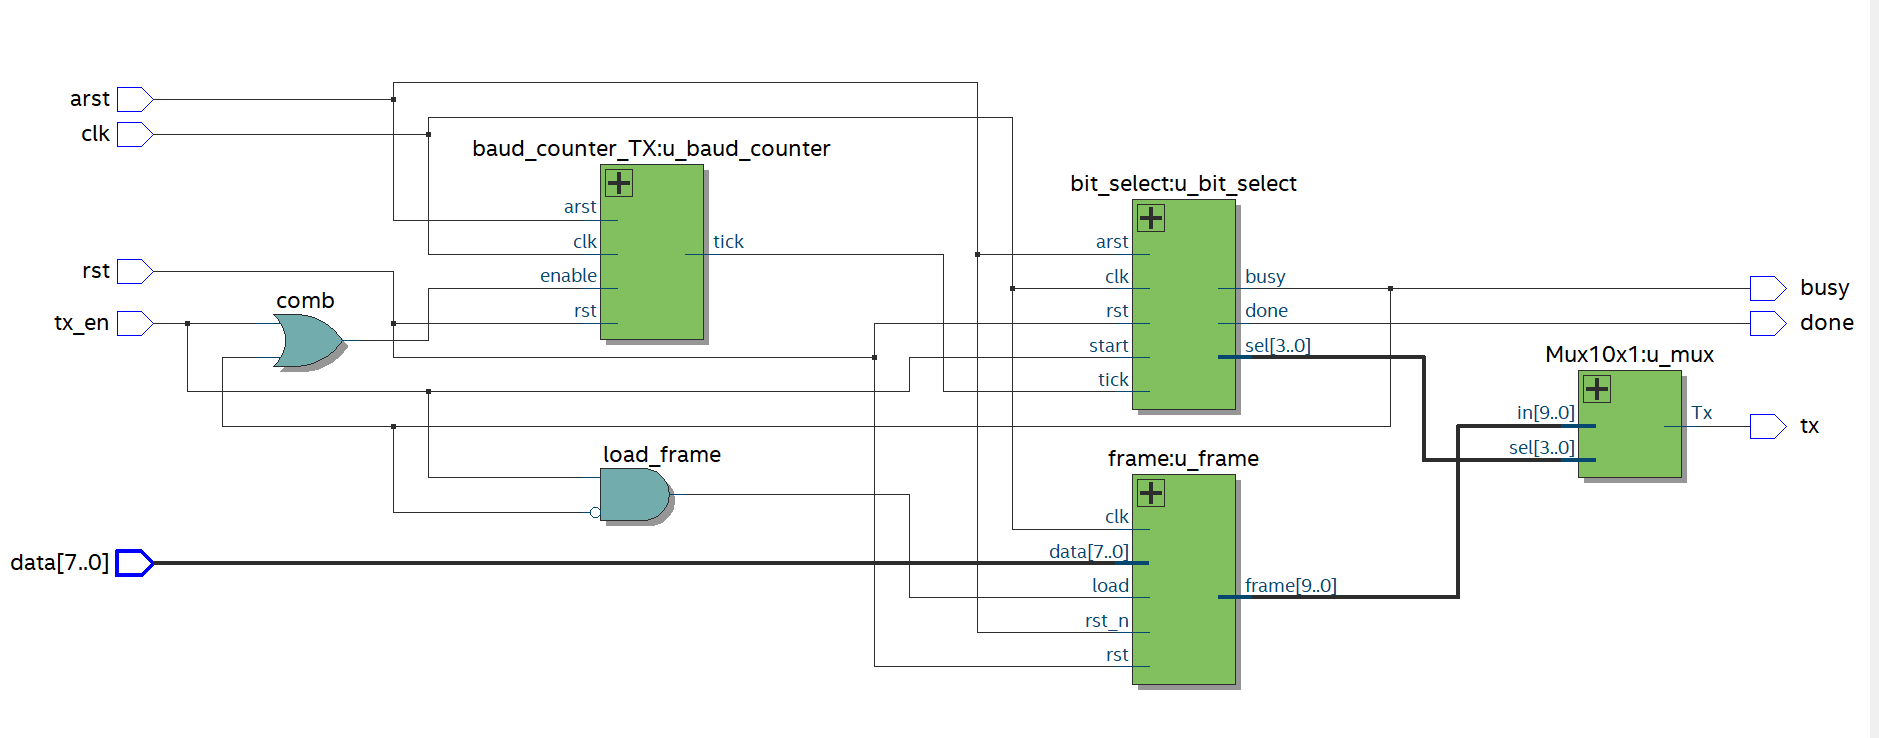 arst
clk
rst
tx_en
data[7..0]
comb
baud_counter_TX:u_baud_counter
arst
clk
enable
rst
tick
load_frame
bit_select:u_bit_select
arst
clk
rst
start
tick
busy
done
sel[3..0]
frame:u_frame
clk
data[7..0]
load
rst_n
rst
frame[9..0]
Mux10x1:u_mux
in[9..0]
sel[3..0]
Tx
busy
done
tx